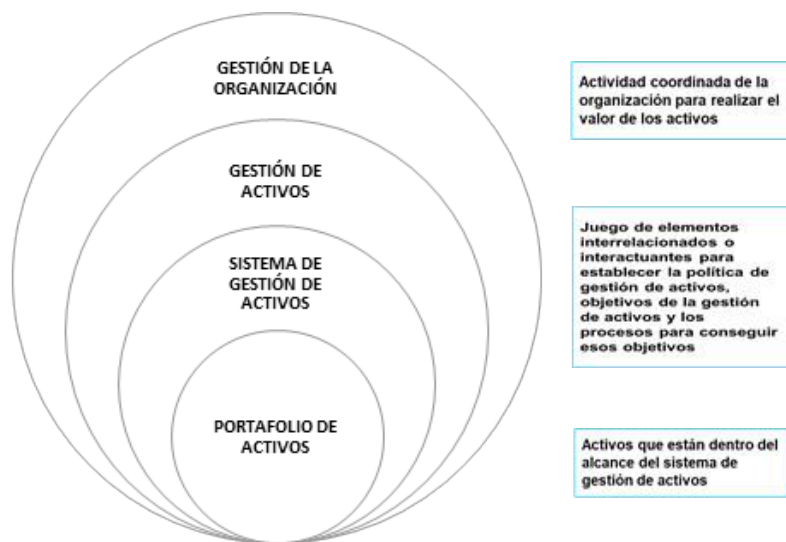 GESTIÓN DE LA
ORGANIZACIÓN
GESTIÓN DE
ACTIVOS
SISTEMA DE
GESTIÓN DE
ACTIVOS
PORTAFOLIO DE
ACTIVOS
Actividad coordinada de la
organización para realizar el
valor de los activos
Juego de elementos
interrelacionados o
interactuantes para
establecer la política de
gestión de activos,
objetivos de la gestión
de activos y los
procesos para conseguir
esos objetivos
Activos que están dentro del
alcance del sistema de
gestión de activos